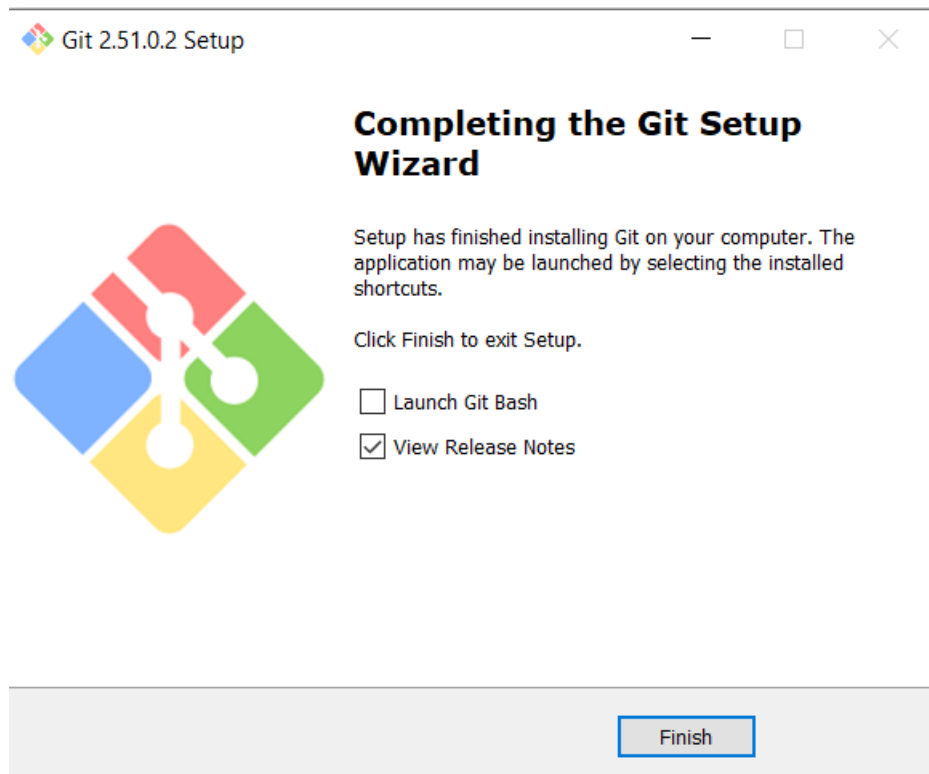 Git 2.51.0.2 Setup
Completing the Git Setup
Wizard
Setup has finished installing Git on your computer. The
application may be launched by selecting the installed
shortcuts.
Click Finish to exit Setup.
Launch Git Bash
View Release Notes
Finish